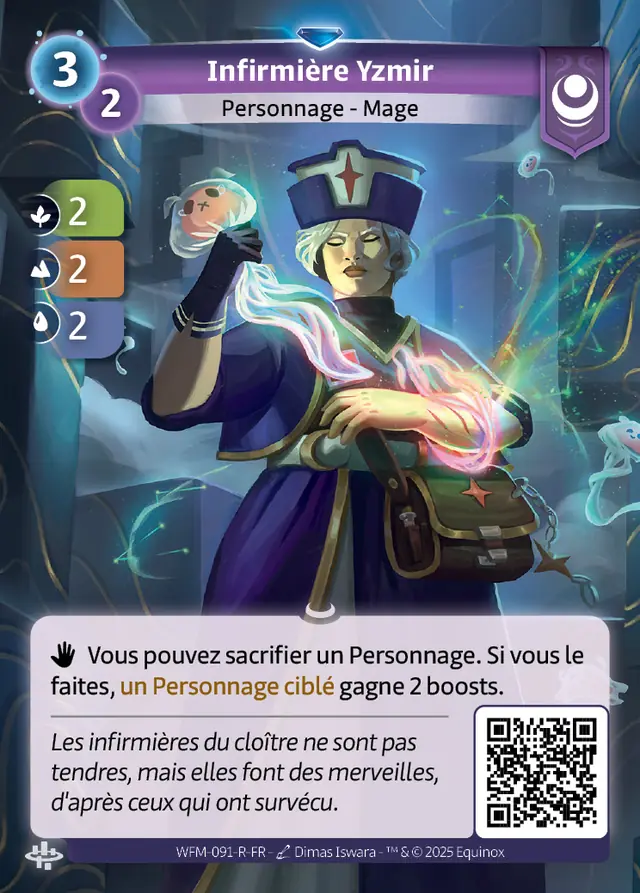 3
Infirmière Yzmir
2
Personnage - Mage
2
2
2
Vous pouvez sacrifier un Personnage. Si vous le
faites, un Personnage ciblé gagne 2 boosts.
Les infirmières du cloître ne sont pas
tendres, mais elles font des merveilles,
d'après ceux qui ont survécu.
WFM-091-R-FR - Dimas Iswara - ™ & © 2025 Equinox